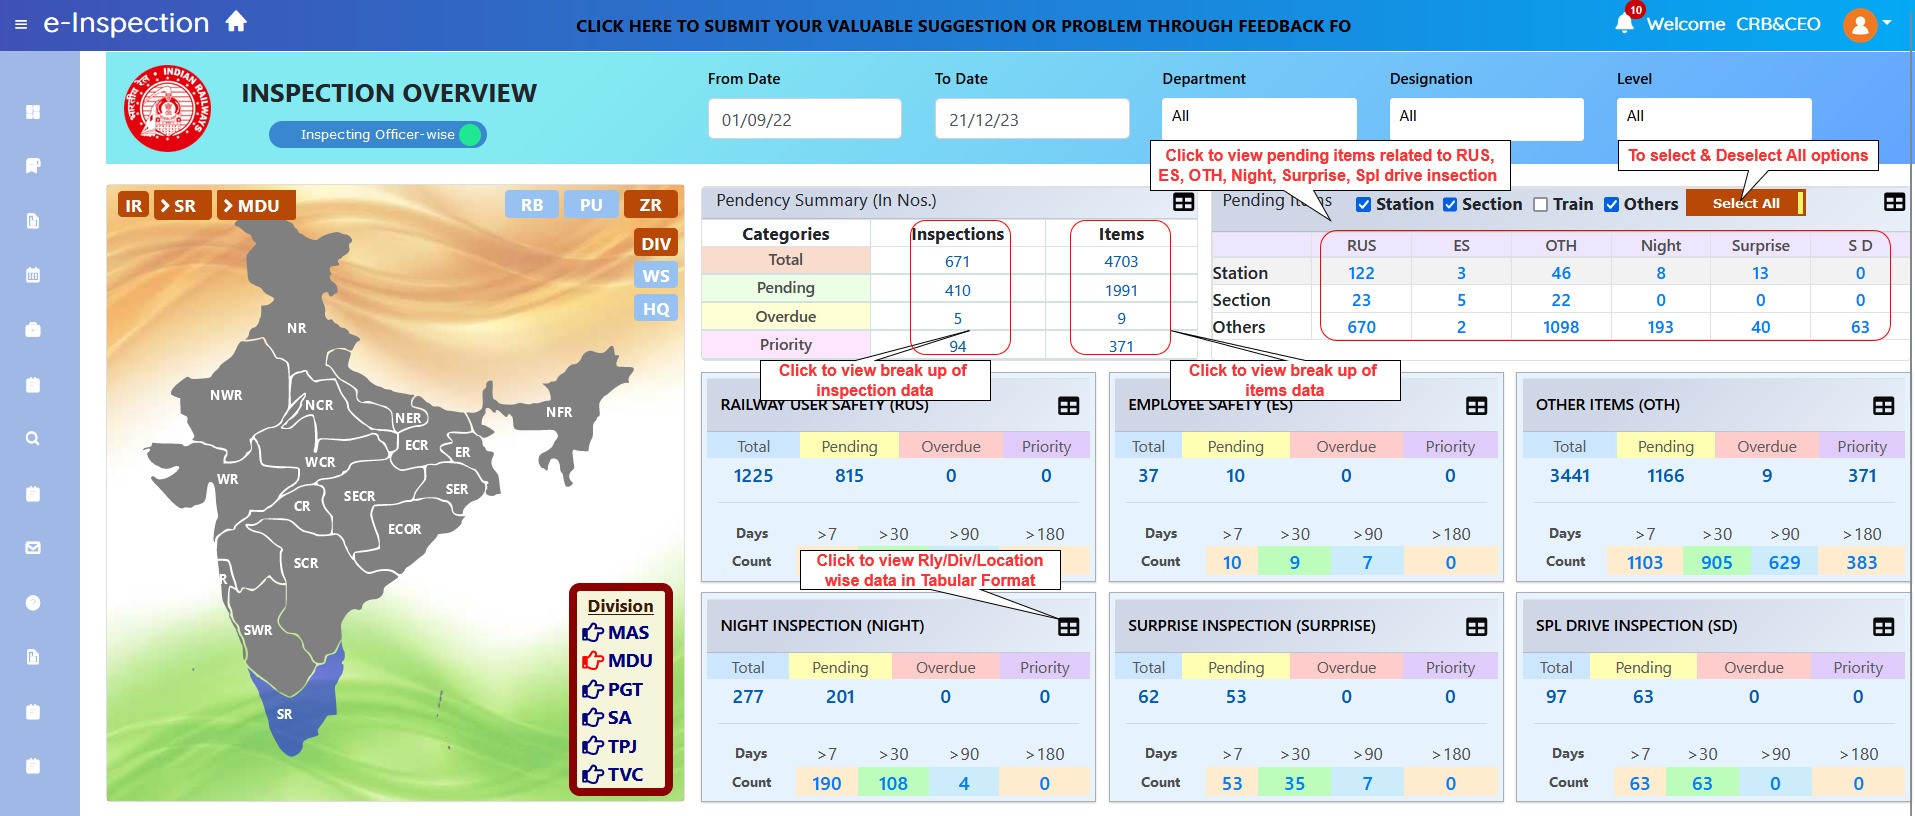 e-Inspection
CLICK HERE TO SUBMIT YOUR VALUABLE SUGGESTION OR PROBLEM THROUGH FEEDBACK FO
10
Welcome CRB&CEO
INDIAN RAILWAYS
भारतीय रेल
INSPECTION OVERVIEW
Inspecting Officer-wise
From Date To Date Department Designation Level
01/09/22 21/12/23 All All All
Click to view pending items related to RUS,
ES, OTH, Night, Surprise, Spl drive insection
To select & Deselect All options
IR SR MDU RB PU ZR
DIV
WS
HQ
NR
NWR
NCR
NER
NFR
ECR
ER
WCR
WR
SECR
SER
CR
ECOR
SCR
R
SWR
SR
Division
MAS
MDU
PGT
SA
TPJ
TVC
Pendency Summary (In Nos.)
Categories Inspections Items
Total 671 4703
Pending 410 1991
Overdue 5 9
Priority 94 371
Click to view break up of
inspection data
Click to view break up of
items data
Pending Items Station Section Train Others Select All
RUS ES OTH Night Surprise S D
Station 122 3 46 8 13 0
Section 23 5 22 0 0 0
Others 670 2 1098 193 40 63
RAILWAY USER SAFETY (RUS)
Total Pending Overdue Priority
1225 815 0 0
Days >7 >30 >90 >180
Count
Click to view Rly/Div/Location
wise data in Tabular Format
EMPLOYEE SAFETY (ES)
Total Pending Overdue Priority
37 10 0 0
Days >7 >30 >90 >180
Count 10 9 7 0
OTHER ITEMS (OTH)
Total Pending Overdue Priority
3441 1166 9 371
Days >7 >30 >90 >180
Count 1103 905 629 383
NIGHT INSPECTION (NIGHT)
Total Pending Overdue Priority
277 201 0 0
Days >7 >30 >90 >180
Count 190 108 4 0
SURPRISE INSPECTION (SURPRISE)
Total Pending Overdue Priority
62 53 0 0
Days >7 >30 >90 >180
Count 53 35 7 0
SPL DRIVE INSPECTION (SD)
Total Pending Overdue Priority
97 63 0 0
Days >7 >30 >90 >180
Count 63 63 0 0